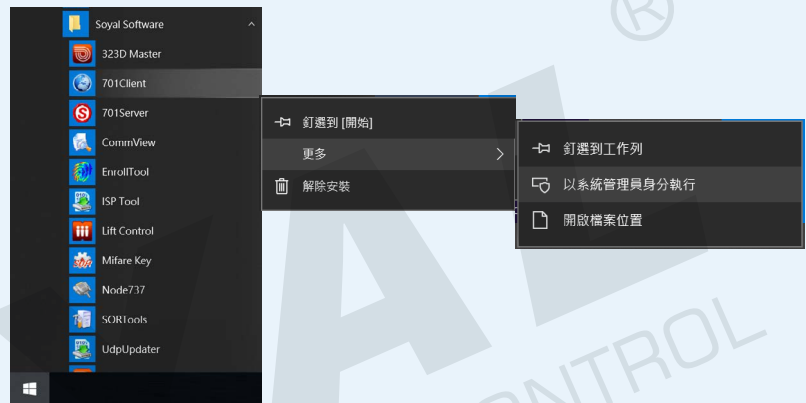 Soyal Software
323D Master
701Client
701Server
CommView
EnrollTool
ISP Tool
Lift Control
Mifare Key
Node737
SORTools
UdpUpdater
釘選到 [開始]
更多
解除安裝
釘選到工作列
以系統管理員身分執行
開啟檔案位置
®
CONTROL